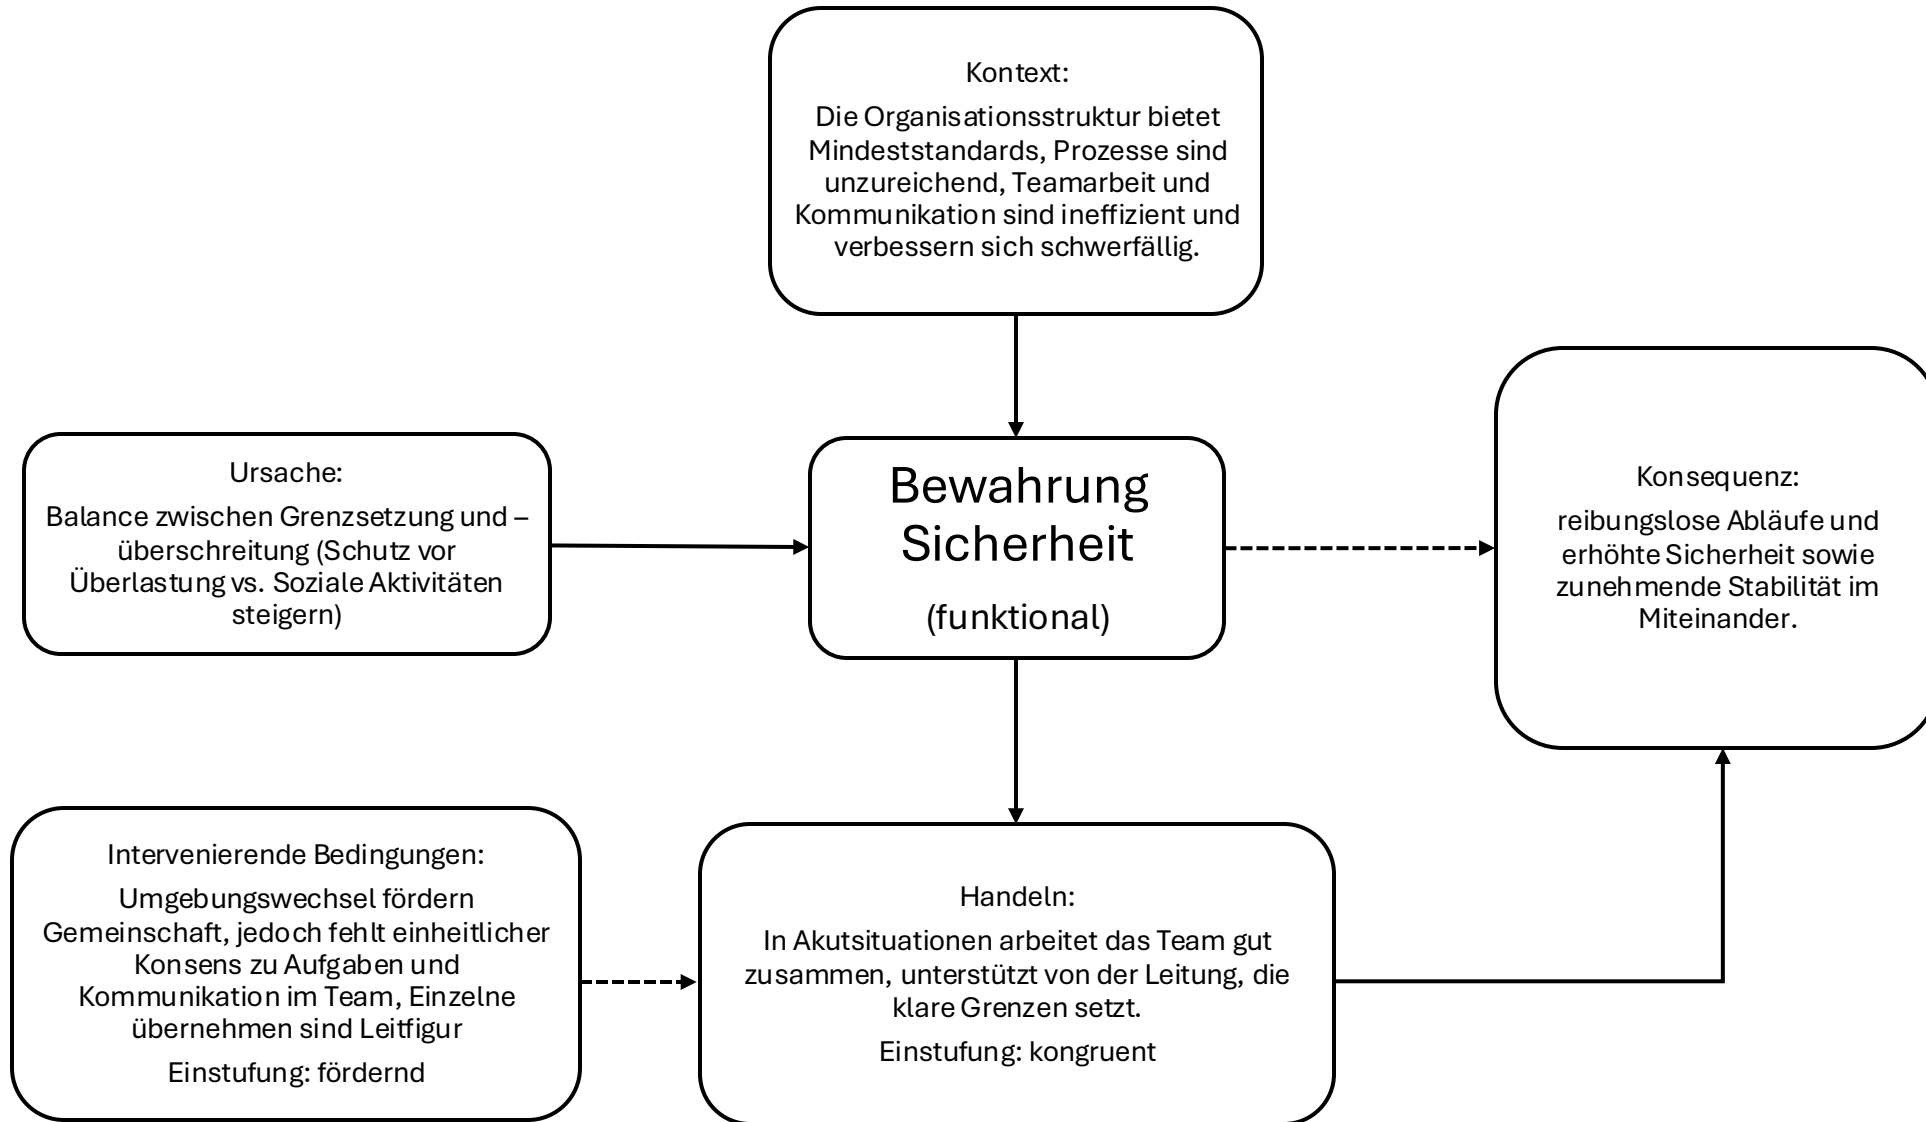 Kontext:
Die Organisationsstruktur bietet
Mindeststandards, Prozesse sind
unzureichend, Teamarbeit und
Kommunikation sind ineffizient und
verbessern sich schwerfällig.
Ursache:
Balance zwischen Grenzsetzung und –
überschreitung (Schutz vor
Überlastung vs. Soziale Aktivitäten
steigern)
Bewahrung
Sicherheit
(funktional)
Konsequenz:
reibungslose Abläufe und
erhöhte Sicherheit sowie
zunehmende Stabilität im
Miteinander.
Intervenierende Bedingungen:
Umgebungswechsel fördern
Gemeinschaft, jedoch fehlt einheitlicher
Konsens zu Aufgaben und
Kommunikation im Team, Einzelne
übernehmen sind Leitfigur
Einstufung: fördernd
Handeln:
In Akutsituationen arbeitet das Team gut
zusammen, unterstützt von der Leitung, die
klare Grenzen setzt.
Einstufung: kongruent